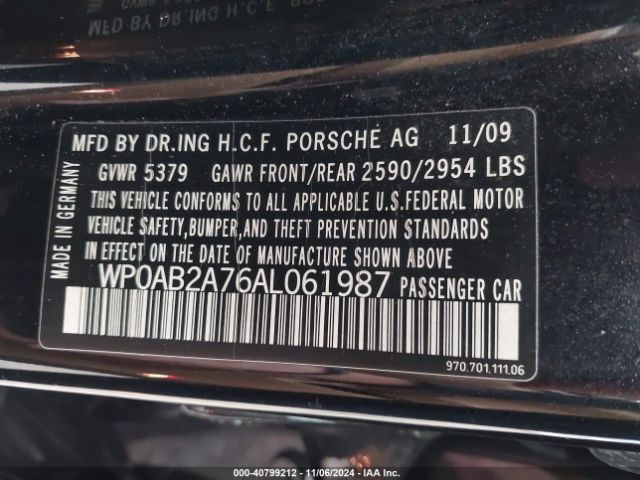 MFD BY DR.ING H.C.F. PORSCHE AG 11/09
GVWR 5379 GAWR FRONT/REAR 2590/2954 LBS
THIS VEHICLE CONFORMS TO ALL APPLICABLE U.S.FEDERAL MOTOR
VEHICLE SAFETY,BUMPER,AND THEFT PREVENTION STANDARDS
IN EFFECT ON THE DATE OF MANUFACTURE SHOWN ABOVE
WP0AB2A76AL061987 PASSENGER CAR
MADE IN GERMANY
970.701.111.06
000-40799212 - 11/06/2024 - IAA Inc.